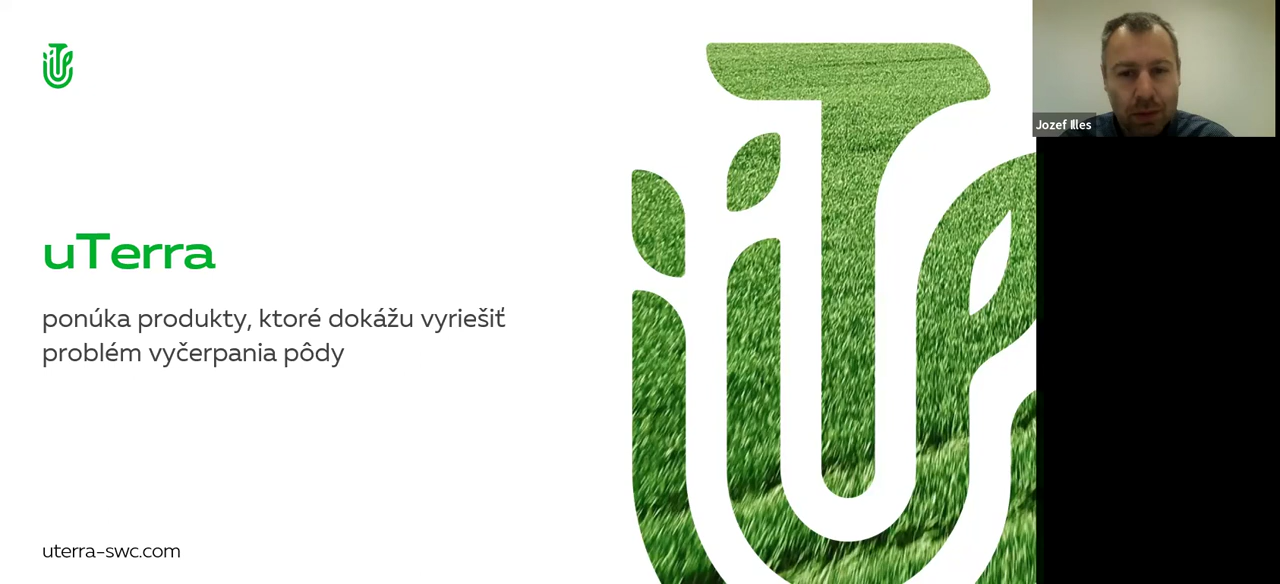 uTerra
ponúka produkty, ktoré dokážu vyriešiť
problém vyčerpania pôdy
uterra-swc.com
Jozef Illes